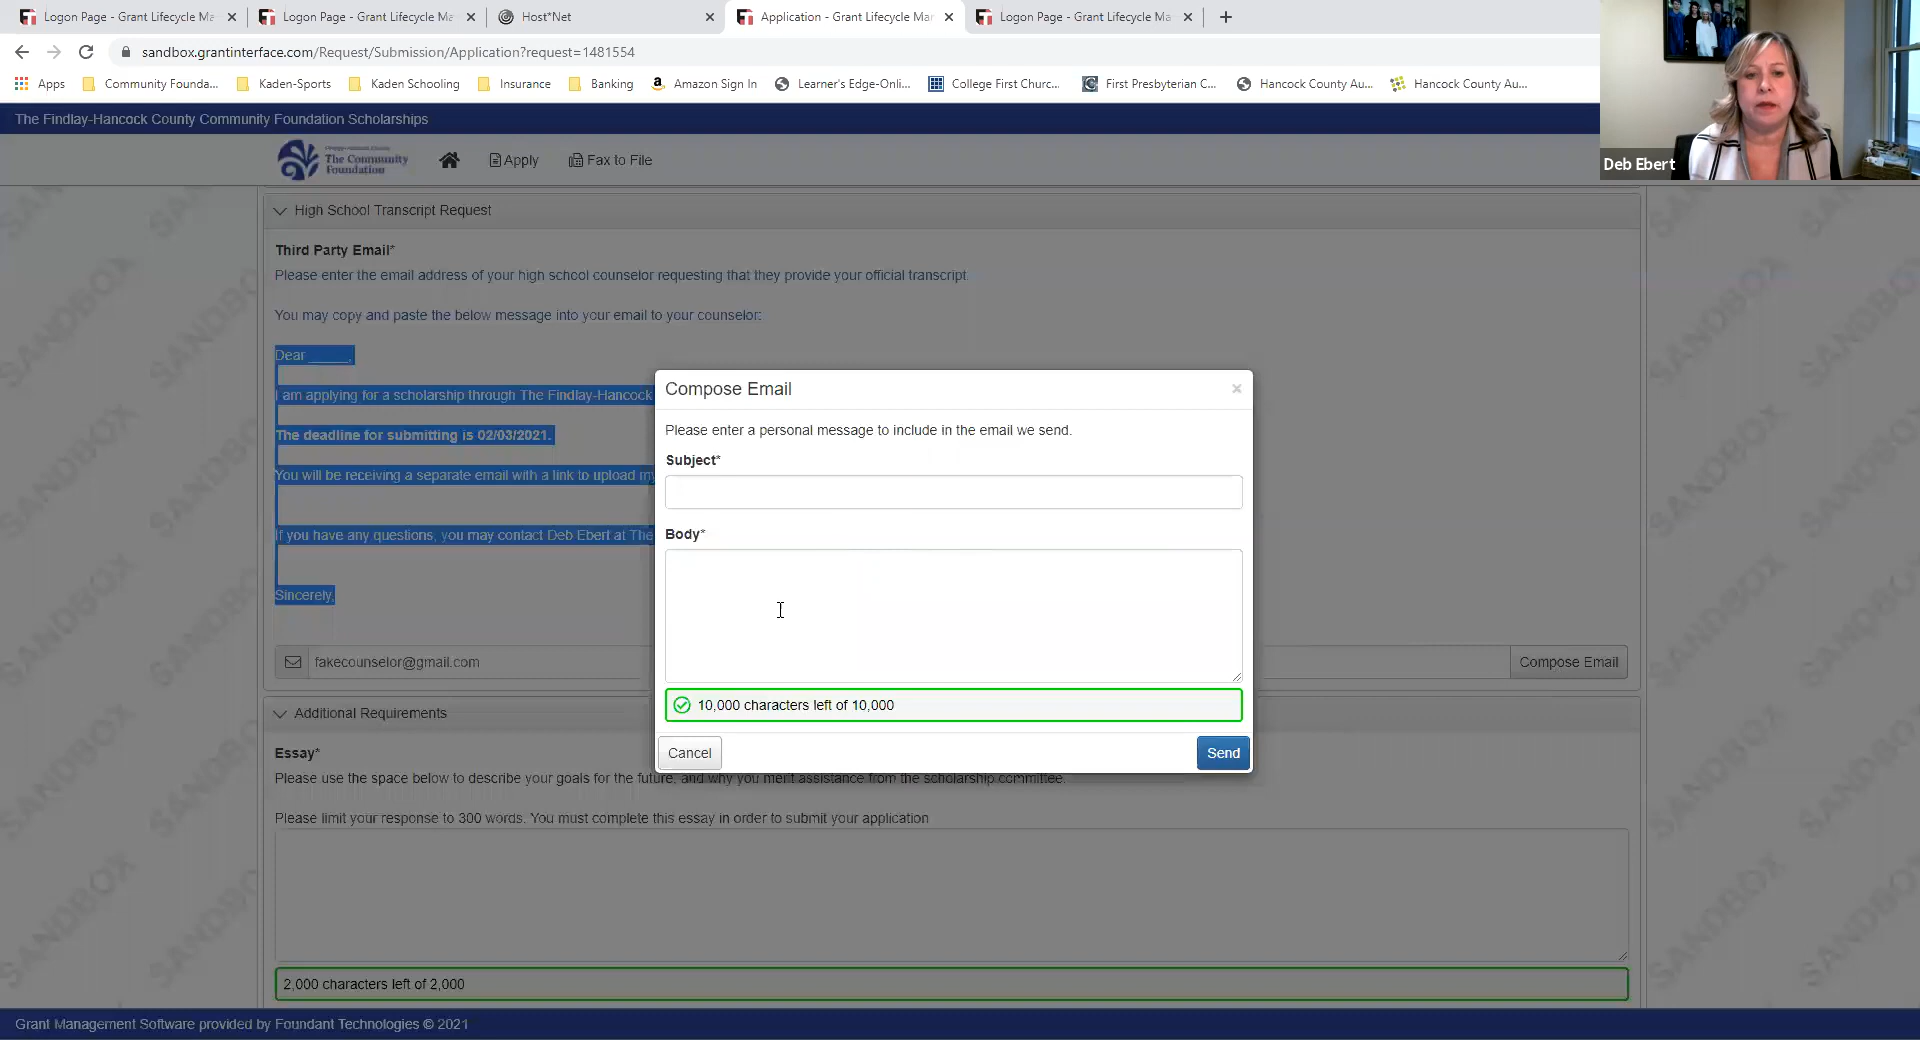 Logon Page - Grant Lifecycle Ma
Logon Page - Grant Lifecycle Ma
Host*Net
Application - Grant Lifecycle Mar
Logon Page - Grant Lifecycle Ma
sandbox.grantinterface.com/Request/Submission/Application?request=1481554
Apps
Community Founda...
Kaden-Sports
Kaden Schooling
Insurance
Banking
Amazon Sign In
Learner's Edge-Onli...
College First Churc...
First Presbyterian C...
Hancock County Au...
Hancock County Au...
Deb Ebert
The Findlay-Hancock County Community Foundation Scholarships
The Community
Foundation
Apply
Fax to File
High School Transcript Request
Third Party Email*
Please enter the email address of your high school counselor requesting that they provide your official transcript.
You may copy and paste the below message into your email to your counselor:
Dear _____,
I am applying for a scholarship through The Findlay-Hancock
The deadline for submitting is 02/03/2021.
You will be receiving a separate email with a link to upload my
If you have any questions, you may contact Deb Ebert at The
Sincerely,
fakecounselor@gmail.com
Compose Email
Compose Email
×
Please enter a personal message to include in the email we send.
Subject*
Body*
10,000 characters left of 10,000
Cancel
Send
Additional Requirements
Essay*
Please use the space below to describe your goals for the future, and why you merit assistance from the scholarship committee.
Please limit your response to 300 words. You must complete this essay in order to submit your application
2,000 characters left of 2,000
Grant Management Software provided by Foundant Technologies © 2021
SANDBOX
SANDBOX
SANDBOX
SANDBOX
SANDBOX
SANDBOX
SANDBOX
SANDBOX